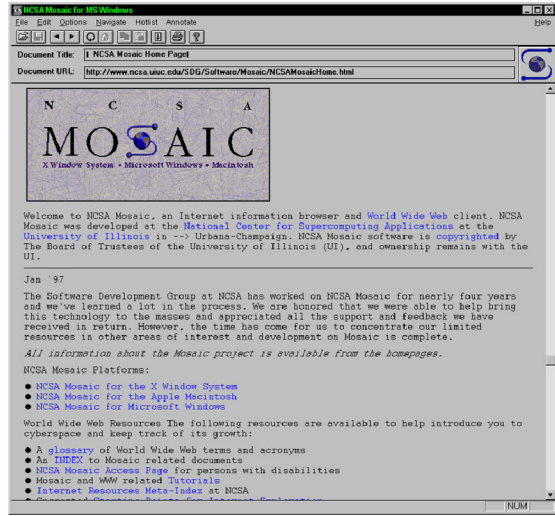 NCSA Mosaic for MS Windows
File Edit Options Navigate Hotlist Annotate Help
Document Title: NCSA Mosaic Home Page
Document URL: http://www.ncsa.uiuc.edu/SDG/Software/Mosaic/NCSAMosaicHome.html
N C S A
MOSAIC
X Window System • Microsoft Windows • Macintosh
Welcome to NCSA Mosaic, an Internet information browser and World Wide Web client. NCSA
Mosaic was developed at the National Center for Supercomputing Applications at the
University of Illinois in --> Urbana-Champaign. NCSA Mosaic software is copyrighted by
The Board of Trustees of the University of Illinois (UI), and ownership remains with the
UI.
Jan '97
The Software Development Group at NCSA has worked on NCSA Mosaic for nearly four years
and we've learned a lot in the process. We are honored that we were able to help bring
this technology to the masses and appreciated all the support and feedback we have
received in return. However, the time has come for us to concentrate our limited
resources in other areas of interest and development on Mosaic is complete.
All information about the Mosaic project is available from the homepages.
NCSA Mosaic Platforms:
● NCSA Mosaic for the X Window System
● NCSA Mosaic for the Apple Macintosh
● NCSA Mosaic for Microsoft Windows
World Wide Web Resources The following resources are available to help introduce you to
cyberspace and keep track of its growth:
● A glossary of World Wide Web terms and acronyms
● An INDEX to Mosaic related documents
● NCSA Mosaic Access Page for persons with disabilities
● Mosaic and WWW related Tutorials
● Internet Resources Meta-Index at NCSA
NUM